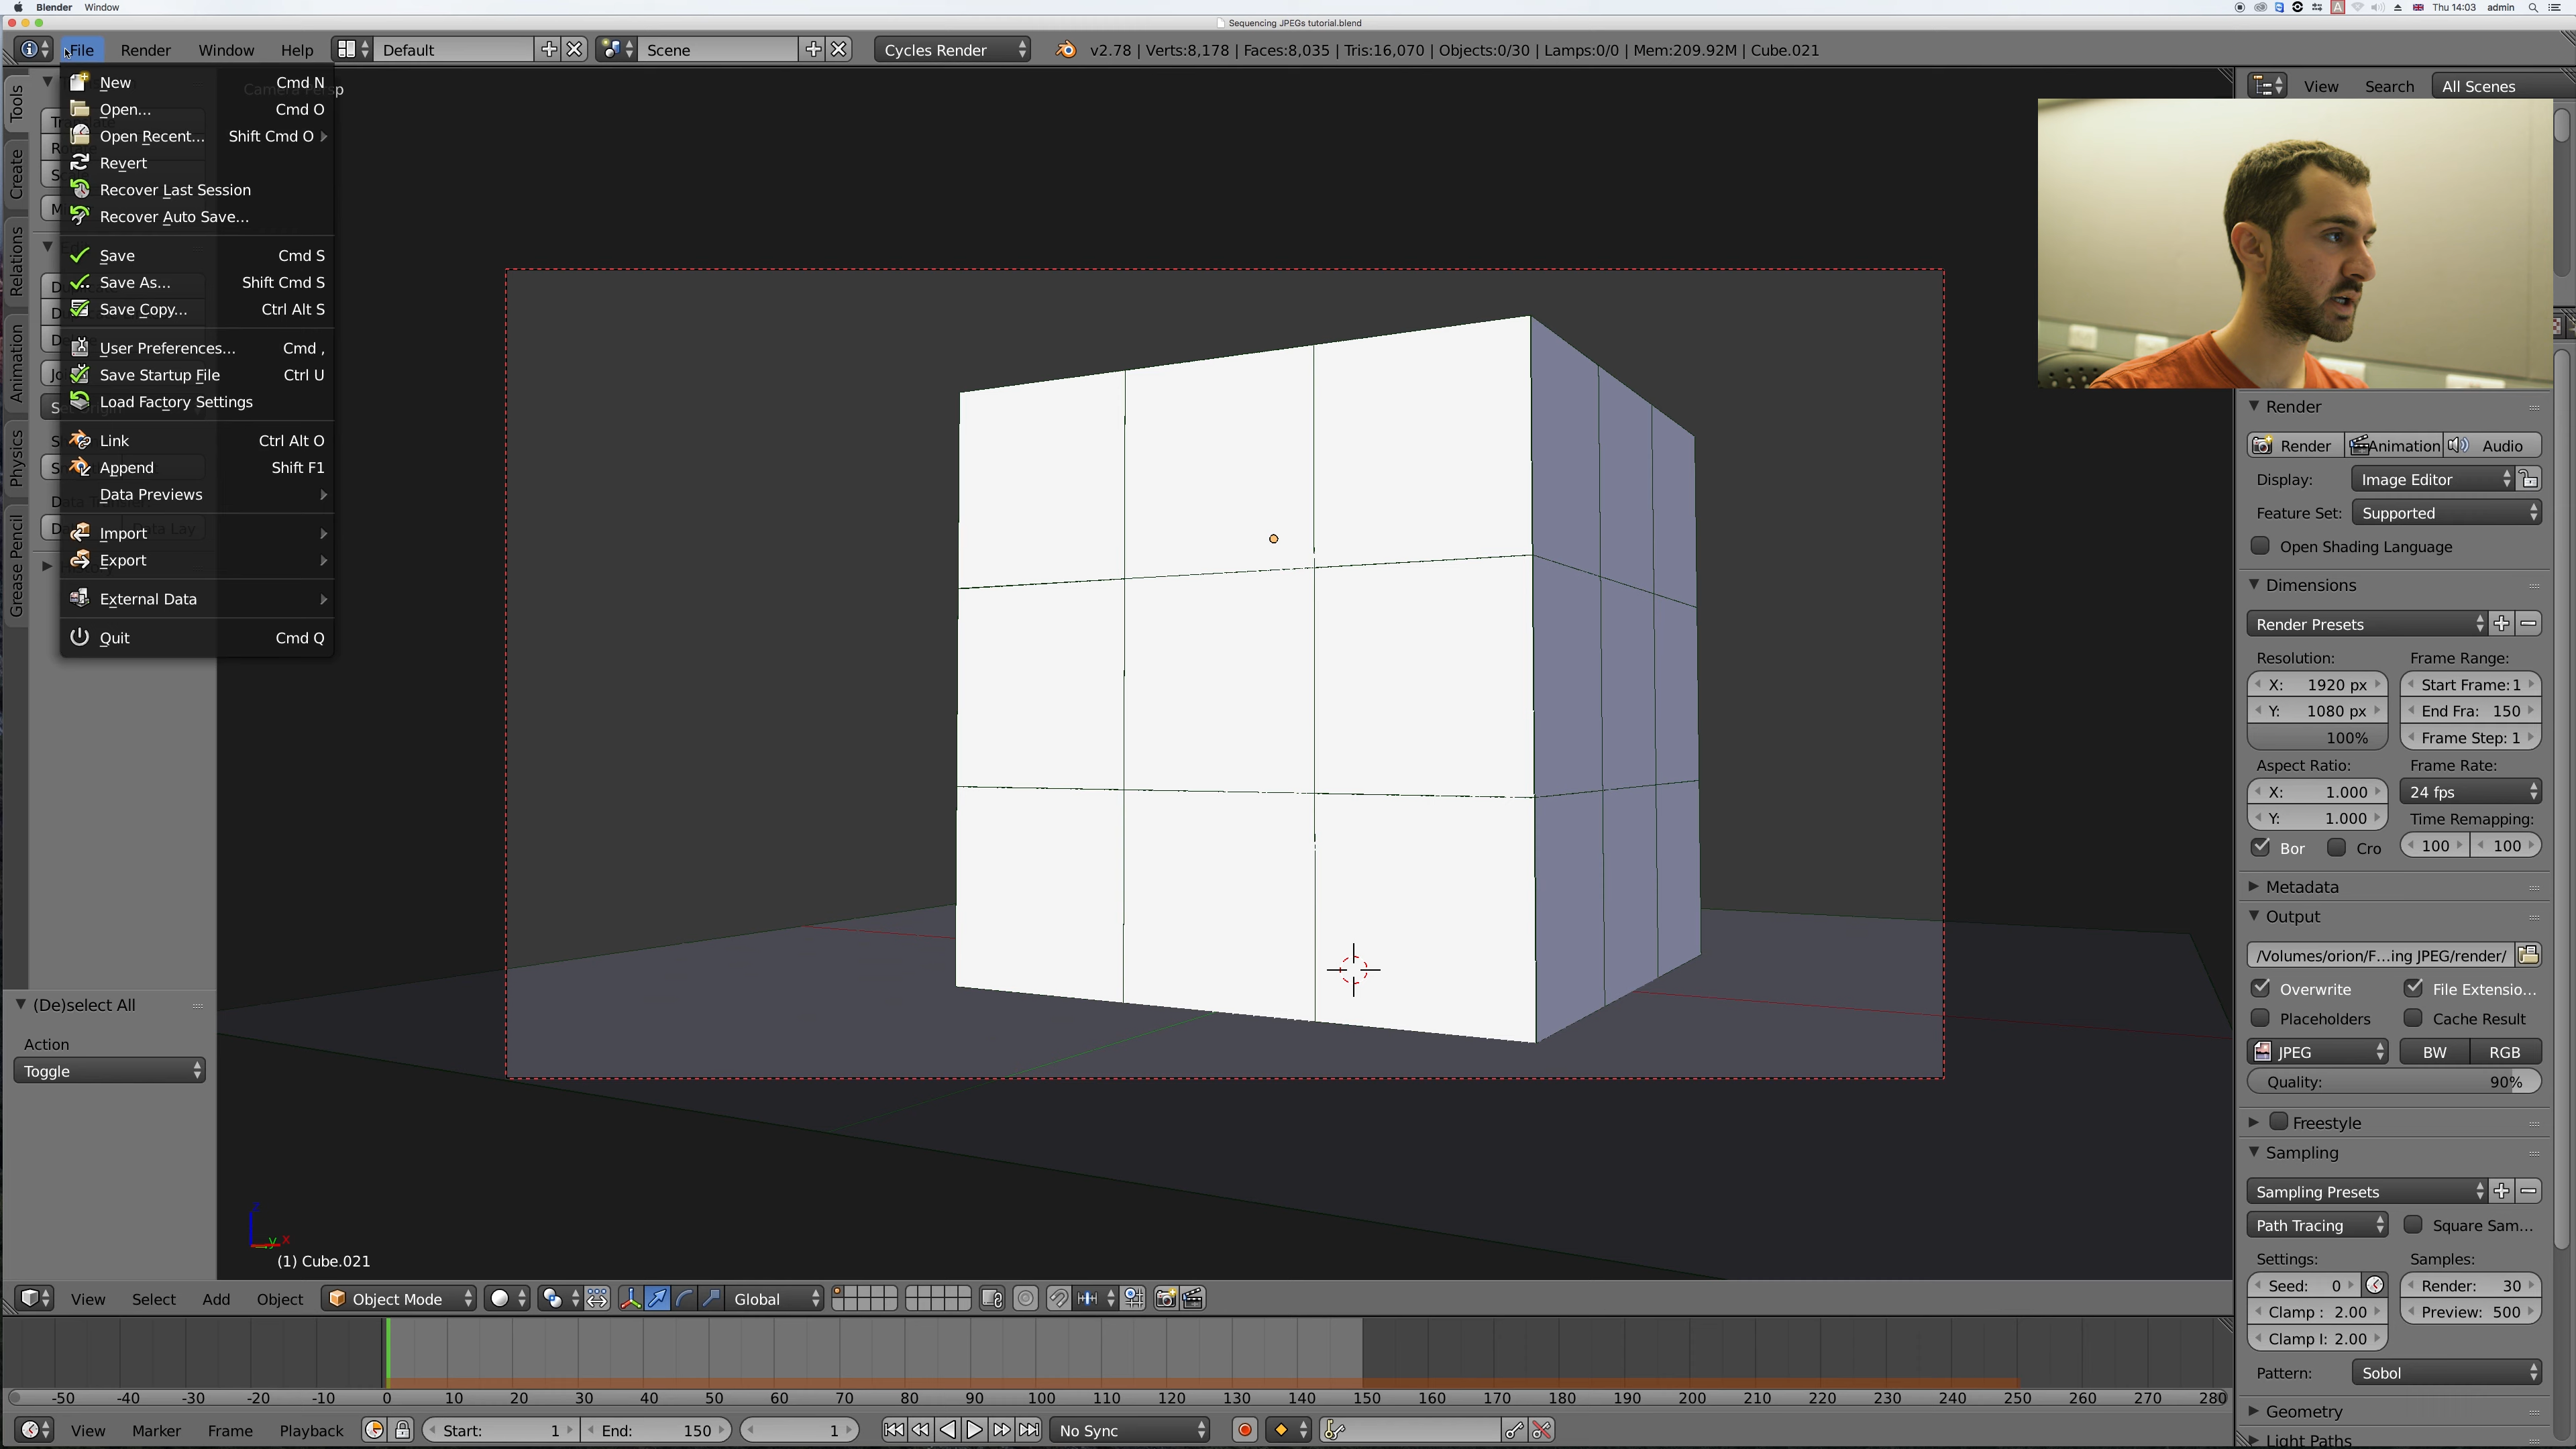 Blender Window
Thu 14:03 admin
Sequencing JPEGs tutorial.blend
File Render Window Help Default Scene Cycles Render v2.78 | Verts:8,178 | Faces:8,035 | Tris:16,070 | Objects:0/30 | Lamps:0/0 | Mem:209.92M | Cube.021
New Cmd N
Open... Cmd O
Open Recent... Shift Cmd O
Revert
Recover Last Session
Recover Auto Save...
Save Cmd S
Save As... Shift Cmd S
Save Copy... Ctrl Alt S
User Preferences... Cmd ,
Save Startup File Ctrl U
Load Factory Settings
Link Ctrl Alt O
Append Shift F1
Data Previews
Import
Export
External Data
Quit Cmd Q
Tools
Create
Relations
Animation
Physics
Grease Pencil
(De)select All
Action
Toggle
(1) Cube.021
View Search All Scenes
Render
Render Animation Audio
Display: Image Editor
Feature Set: Supported
Open Shading Language
Dimensions
Render Presets
Resolution: Frame Range:
X: 1920 px Start Frame: 1
Y: 1080 px End Fra: 150
100% Frame Step: 1
Aspect Ratio: Frame Rate:
X: 1.000 24 fps
Y: 1.000 Time Remapping:
Bor Cro 100 100
Metadata
Output
/Volumes/orion/F...ing JPEG/render/
Overwrite File Extensio...
Placeholders Cache Result
JPEG BW RGB
Quality: 90%
Freestyle
Sampling
Sampling Presets
Path Tracing Square Sam...
Settings: Samples:
Seed: 0 Render: 30
Clamp : 2.00 Preview: 500
Clamp I: 2.00
Pattern: Sobol
Geometry
Light Paths
View Select Add Object Object Mode Global
-50 -40 -30 -20 -10 0 10 20 30 40 50 60 70 80 90 100 110 120 130 140 150 160 170 180 190 200 210 220 230 240 250 260 270 280
View Marker Frame Playback Start: 1 End: 150 1 No Sync